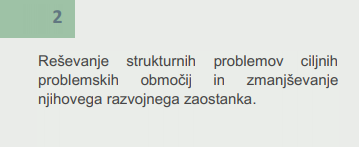 2
Reševanje strukturnih problemov ciljnih
problemskih območij in zmanjševanje
njihovega razvojnega zaostanka.